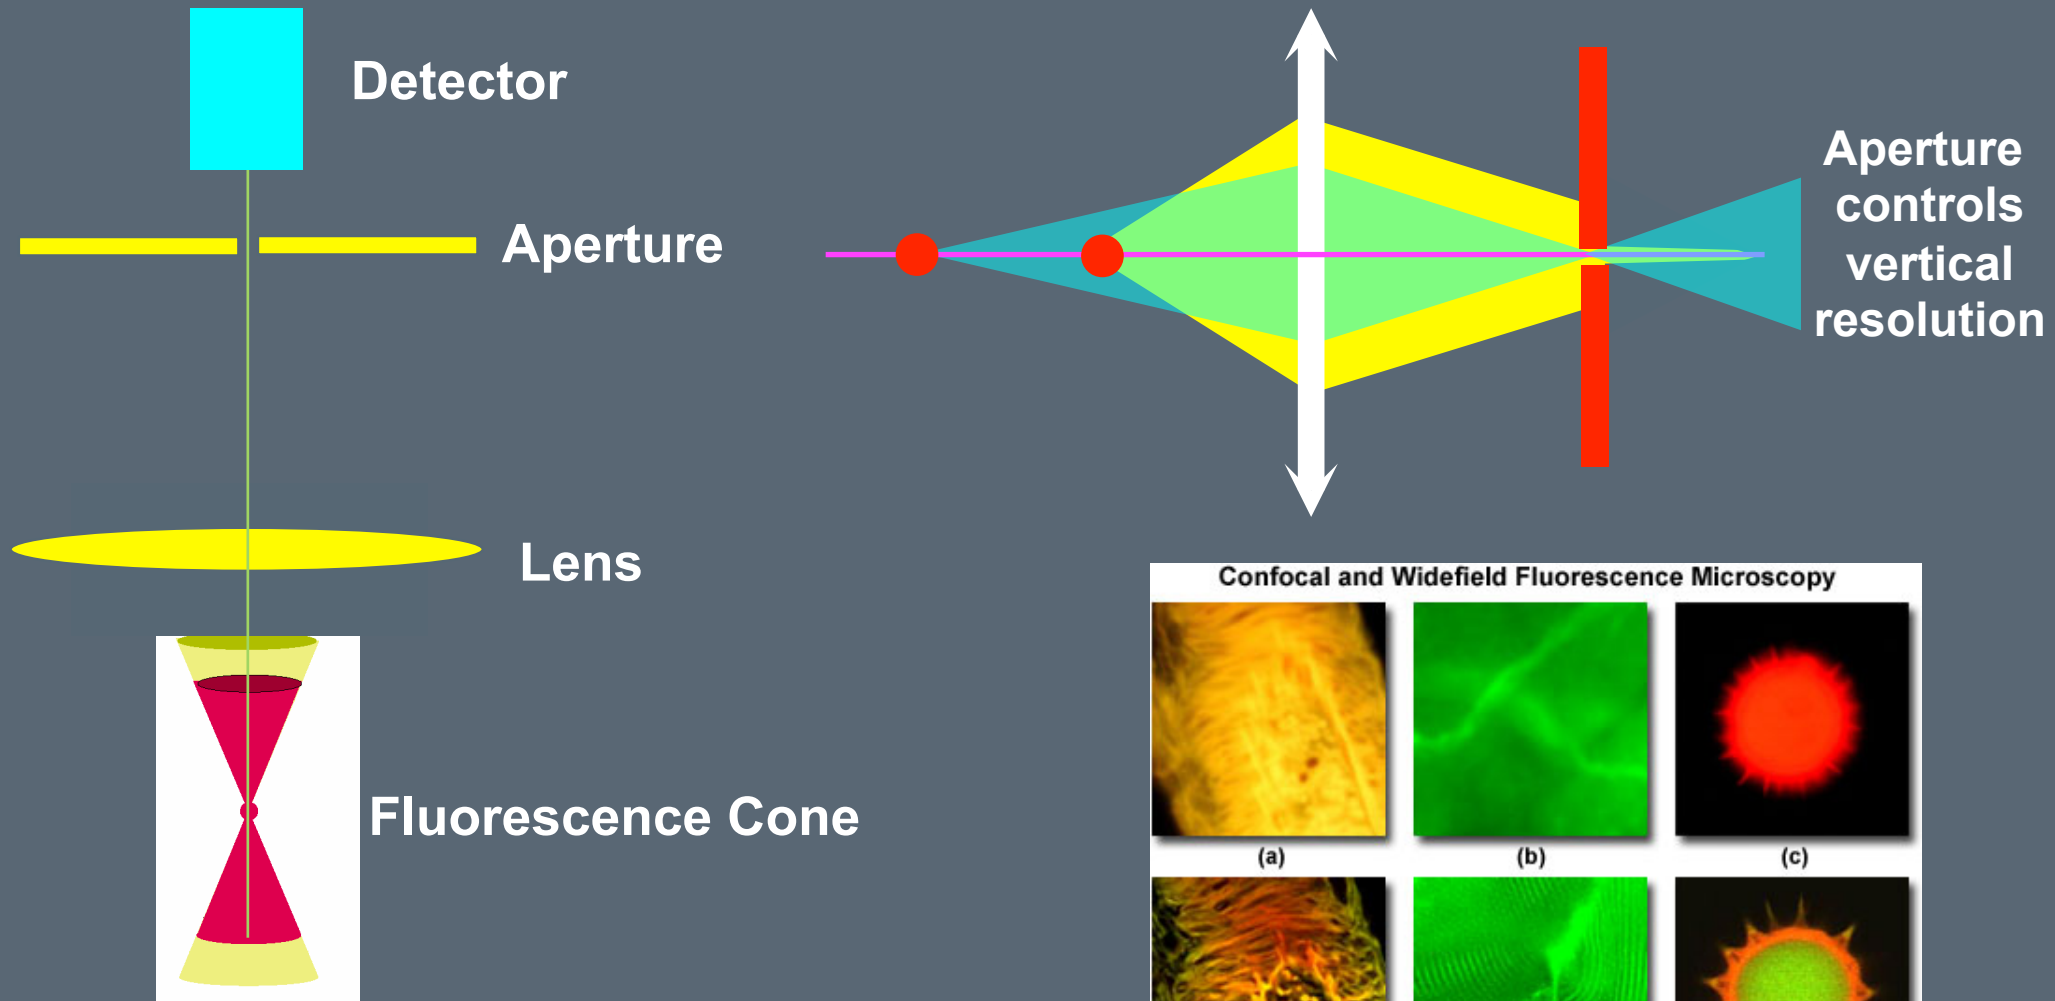 Detector
Aperture
Lens
Fluorescence Cone
Aperture
controls
vertical
resolution
Confocal and Widefield Fluorescence Microscopy
(a)
(b)
(c)